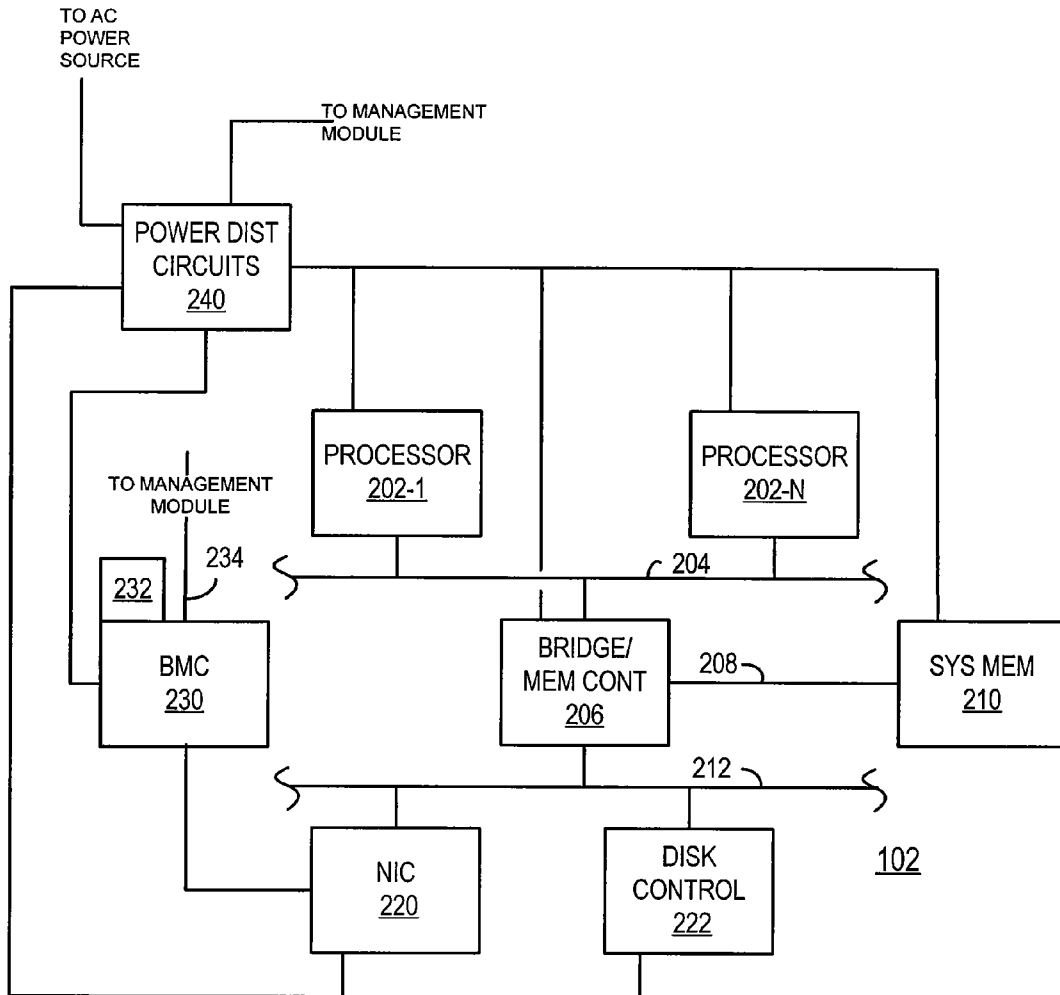 TO AC
POWER
SOURCE
TO MANAGEMENT
MODULE
POWER DIST
CIRCUITS
240
PROCESSOR
202-1
PROCESSOR
202-N
TO MANAGEMENT
MODULE
234
204
232
BMC
230
BRIDGE/
MEM CONT
206
208
SYS MEM
210
212
NIC
220
DISK
CONTROL
222
102